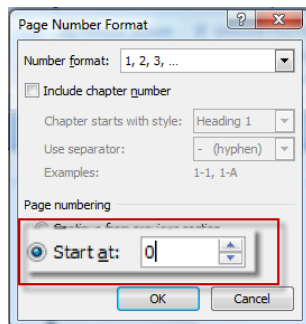 Page Number Format
Number format: 1, 2, 3, ...
Include chapter number
Chapter starts with style: Heading 1
Use separator: - (hyphen)
Examples: 1-1, 1-A
Page numbering
Start at: 0
OK Cancel